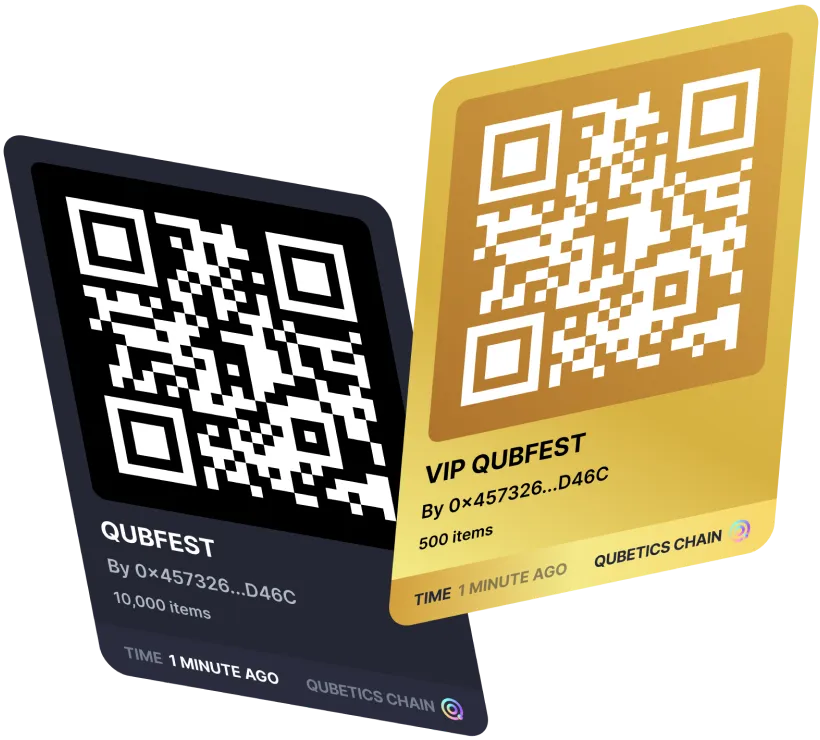 QUBFEST
By 0×457326...D46C
10,000 items
TIME 1 MINUTE AGO
QUBETICS CHAIN
VIP QUBFEST
By 0×457326...D46C
500 items
TIME 1 MINUTE AGO
QUBETICS CHAIN